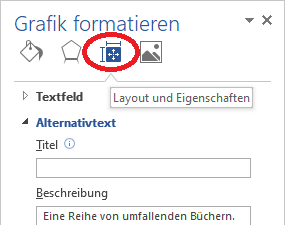 Grafik formatieren
Textfeld
Layout und Eigenschaften
Alternativtext
Titel
Beschreibung
Eine Reihe von umfallenden Büchern.